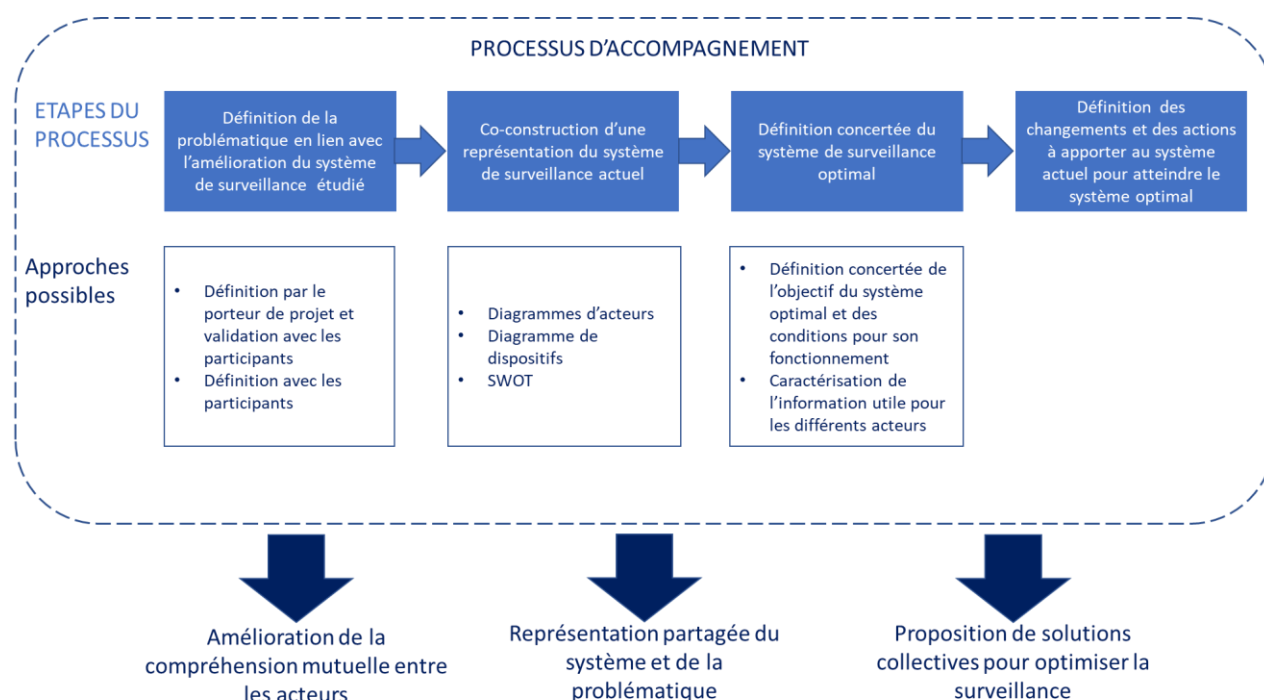 PROCESSUS D'ACCOMPAGNEMENT
ETAPES DU
PROCESSUS
Définition de la
problématique en lien avec
l'amélioration du système
de surveillance étudié
Co-construction d'une
représentation du système
de surveillance actuel
Définition concertée du
système de surveillance
optimal
Définition des
changements et des actions
à apporter au système
actuel pour atteindre le
système optimal
Approches
possibles
• Définition par le
porteur de projet et
validation avec les
participants
• Définition avec les
participants
• Diagrammes d'acteurs
• Diagramme de
dispositifs
• SWOT
• Définition concertée de
l'objectif du système
optimal et des
conditions pour son
fonctionnement
• Caractérisation de
l'information utile pour
les différents acteurs
Amélioration de la
compréhension mutuelle entre
les acteurs
Représentation partagée du
système et de la
problématique
Proposition de solutions
collectives pour optimiser la
surveillance